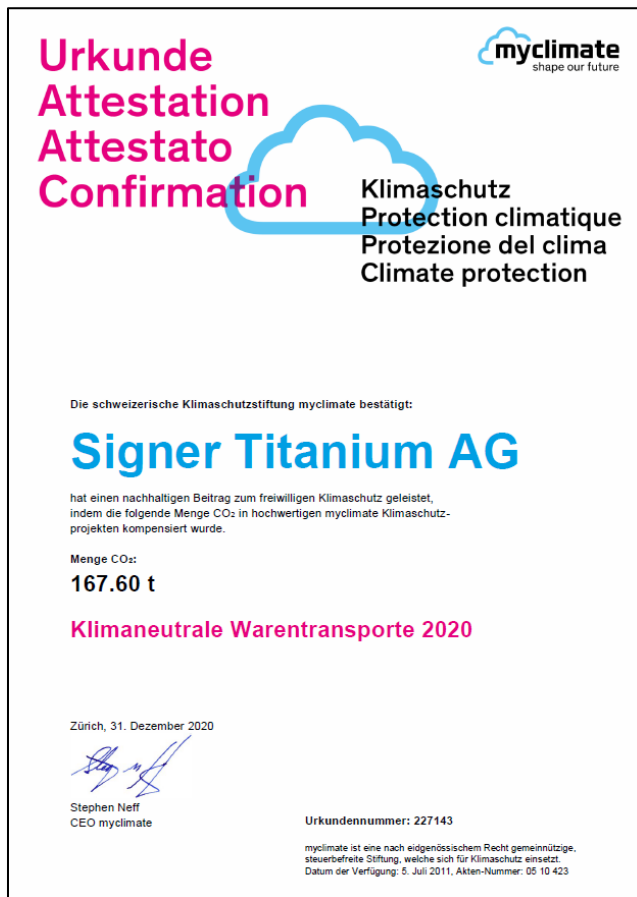 Urkunde
Attestation
Attestato
Confirmation
myclimate
shape our future
Klimaschutz
Protection climatique
Protezione del clima
Climate protection
Die schweizerische Klimaschutzstiftung myclimate bestätigt:
Signer Titanium AG
hat einen nachhaltigen Beitrag zum freiwilligen Klimaschutz geleistet,
indem die folgende Menge CO₂ in hochwertigen myclimate Klimaschutz-
projekten kompensiert wurde.
Menge CO₂:
167.60 t
Klimaneutrale Warentransporte 2020
Zürich, 31. Dezember 2020
Stephen Neff
CEO myclimate
Urkundennummer: 227143
myclimate ist eine nach eidgenössischem Recht gemeinnützige,
steuerbefreite Stiftung, welche sich für Klimaschutz einsetzt.
Datum der Verfügung: 5. Juli 2011, Akten-Nummer: 05 10 423